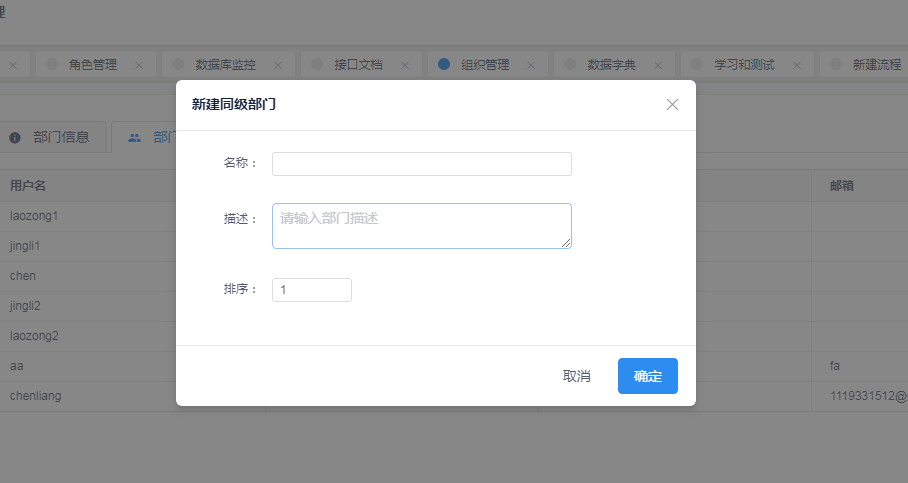 理
角色管理 数据库监控 接口文档 组织管理 数据字典 学习和测试 新建流程
新建同级部门
部门信息 部门
名称：
用户名 邮箱
laozong1
描述： 请输入部门描述
jingli1
chen
排序： 1
jingli2
laozong2
aa fa
取消 确定
chenliang 1119331512@